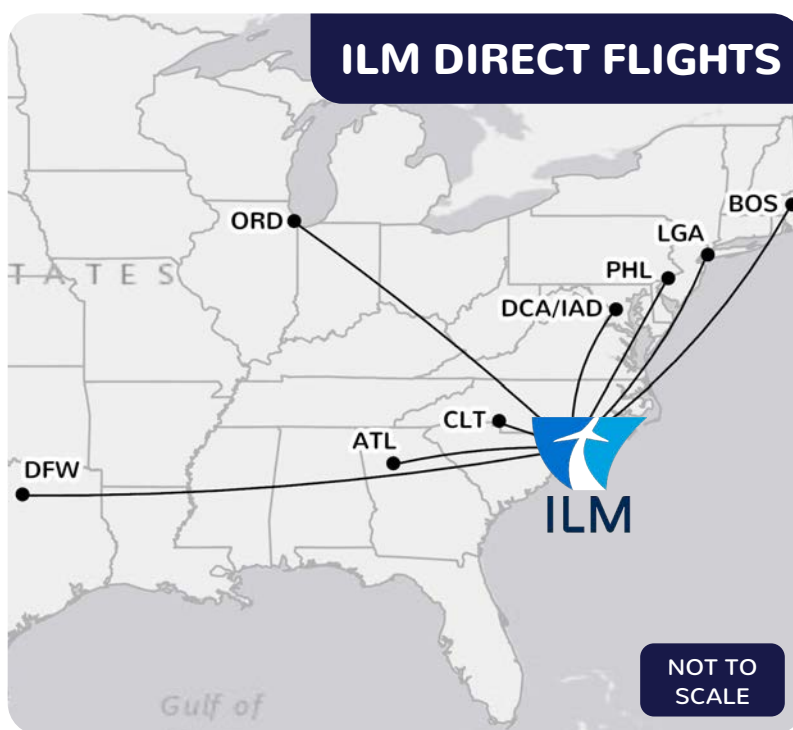 ILM DIRECT FLIGHTS
BOS
ORD
LGA
PHL
TATES
DCA/IAD
CLT
ATL
DFW
ILM
NOT TO
SCALE
Gulf of